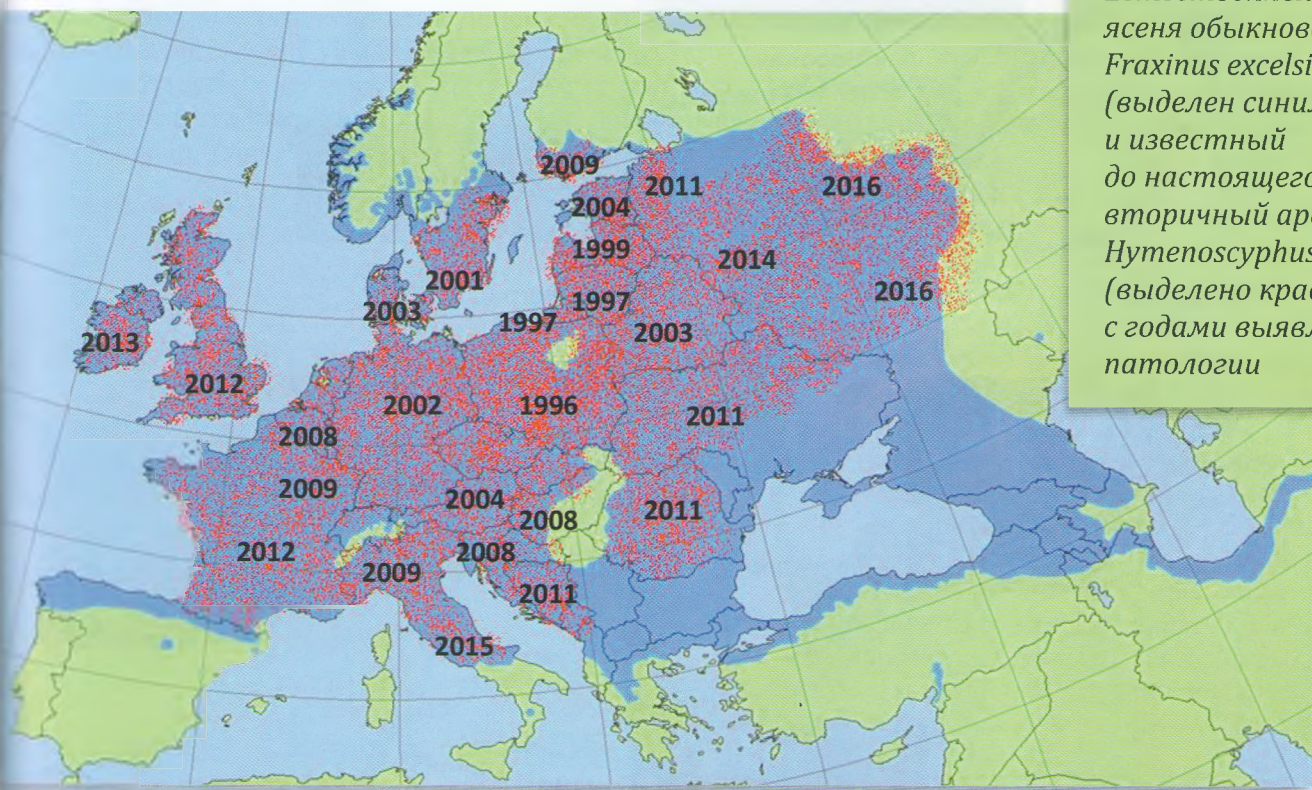 ясеня обыкнов
Fraxinus excelsi
(выделен сини
и известный
до настоящего
вторичный ар
Hymenoscyphus
(выделено кра
с годами выяв
патологии
2009
2011
2016
2004
1999
2014
2001
2016
1997
2003
1997
2003
2013
2012
2002
1996
2011
2008
2009
2004
2008
2011
2012
2008
2009
2011
2015